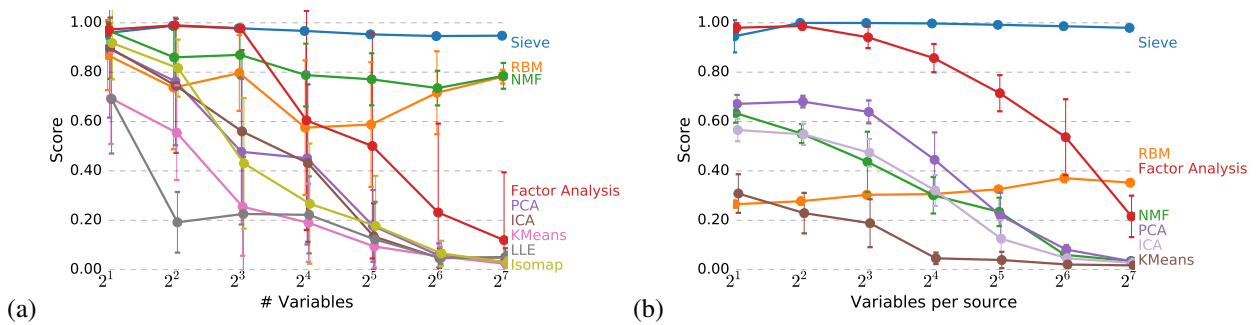 1.00
0.80
0.60
0.40
0.20
0.00
Score
2^1 2^2 2^3 2^4 2^5 2^6 2^7
# Variables
Sieve
RBM
NMF
Factor Analysis
PCA
ICA
KMeans
LLE
Isomap
(a)
1.00
0.80
0.60
0.40
0.20
0.00
Score
2^1 2^2 2^3 2^4 2^5 2^6 2^7
Variables per source
Sieve
RBM
Factor Analysis
NMF
PCA
ICA
KMeans
(b)